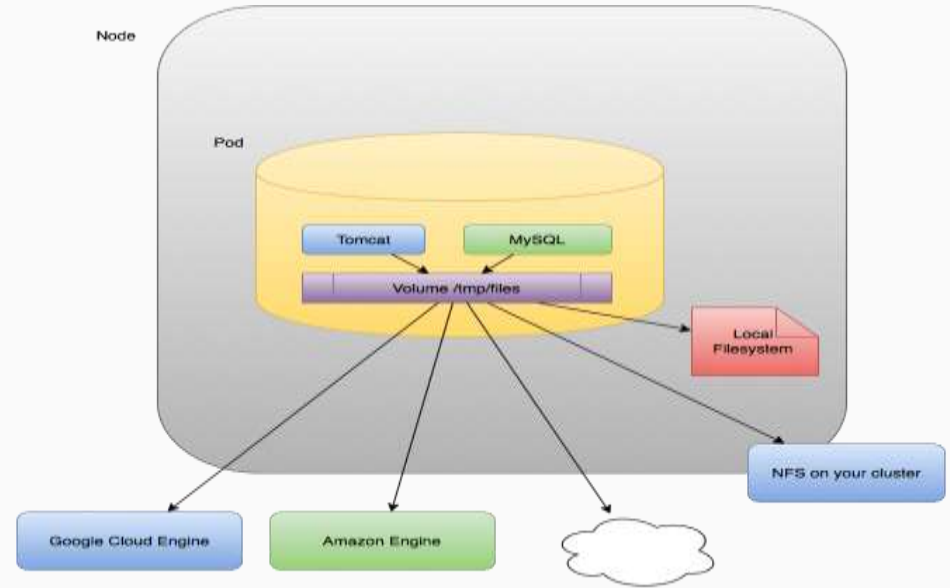 Node
Pod
Tomcat
MySQL
Volume /tmp/files
Local
Filesystem
NFS on your cluster
Google Cloud Engine
Amazon Engine